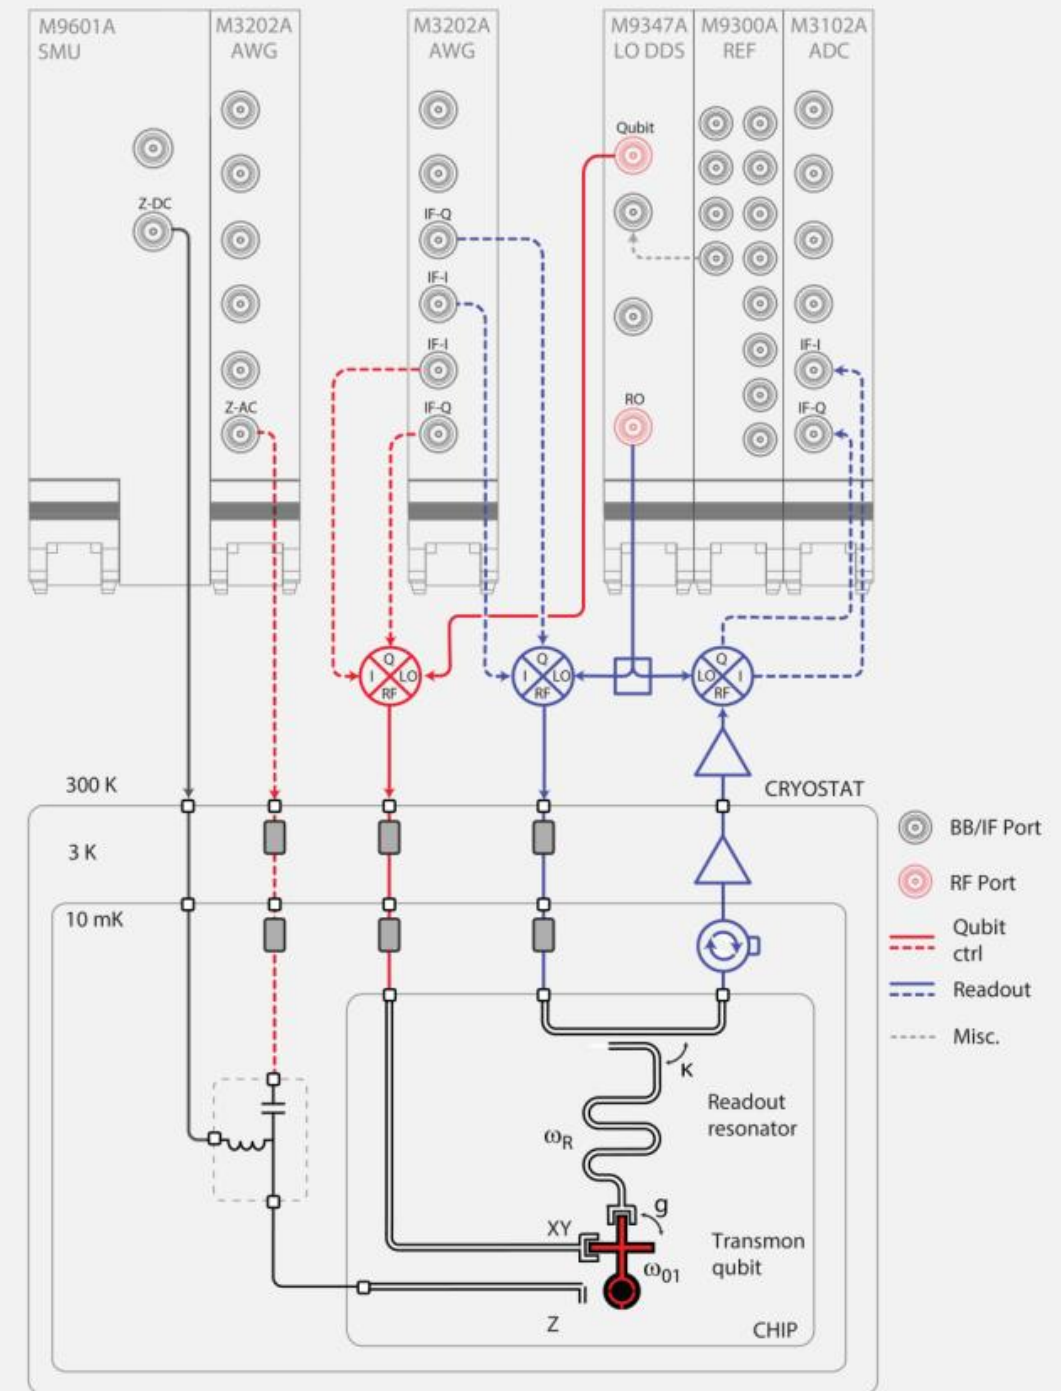 M9601A
SMU
M3202A
AWG
M3202A
AWG
M9347A
LO DDS
M9300A
REF
M3102A
ADC
Qubit
Z-DC
IF-Q
IF-I
IF-I
IF-I
RO
Z-AC
IF-Q
IF-Q
Q
I
LO
RF
Q
I
LO
RF
Q
LO
I
RF
300 K
CRYOSTAT
3 K
10 mK
BB/IF Port
RF Port
Qubit
ctrl
Readout
Misc.
κ
Readout
resonator
ωR
g
XY
Transmon
qubit
ω01
Z
CHIP